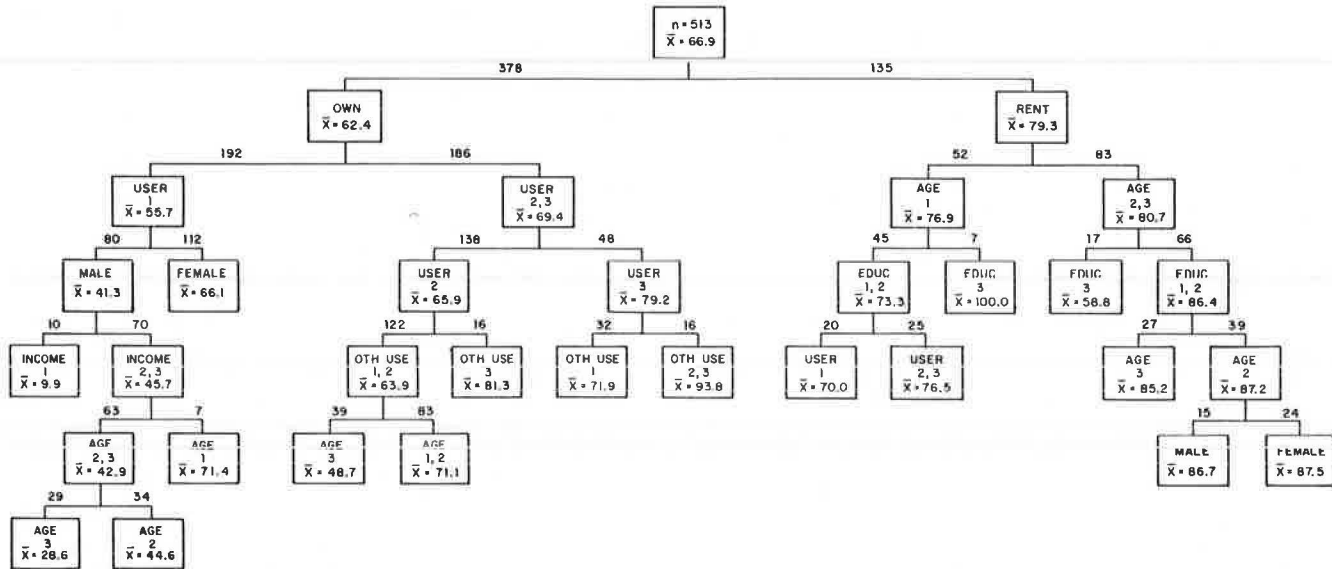 n = 513
X̄ = 66.9
378 135
OWN
X̄ = 62.4
RENT
X̄ = 79.3
192 186 52 83
USER
1
X̄ = 55.7
USER
2, 3
X̄ = 69.4
AGE
1
X̄ = 76.9
AGE
2, 3
X̄ = 80.7
80 112 138 48 45 7 17 66
MALE
X̄ = 41.3
FEMALE
X̄ = 66.1
USER
2
X̄ = 65.9
USER
3
X̄ = 79.2
EDUC
1, 2
X̄ = 73.3
EDUC
3
X̄ = 100.0
EDUC
3
X̄ = 58.8
EDUC
1, 2
X̄ = 86.4
10 70 122 16 32 16 20 25 27 39
INCOME
1
X̄ = 9.9
INCOME
2, 3
X̄ = 45.7
OTH USE
1, 2
X̄ = 63.9
OTH USE
3
X̄ = 81.3
OTH USE
1
X̄ = 71.9
OTH USE
2, 3
X̄ = 93.8
USER
1
X̄ = 70.0
USER
2, 3
X̄ = 76.5
AGE
3
X̄ = 85.2
AGE
2
X̄ = 87.2
63 7 39 83 15 24
AGE
2, 3
X̄ = 42.9
AGE
1
X̄ = 71.4
AGE
3
X̄ = 48.7
AGE
1, 2
X̄ = 71.1
MALE
X̄ = 86.7
FEMALE
X̄ = 87.5
29 34
AGE
3
X̄ = 28.6
AGE
2
X̄ = 44.6